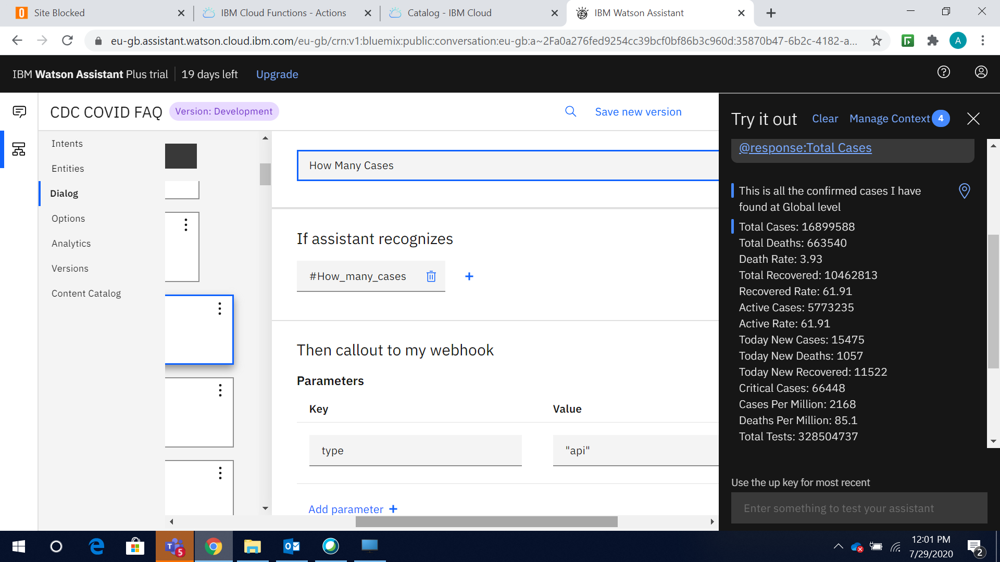 Site Blocked
IBM Cloud Functions - Actions
Catalog - IBM Cloud
IBM Watson Assistant
eu-gb.assistant.watson.cloud.ibm.com/eu-gb/crn:v1:bluemix:public:conversation:eu-gb:a~2Fa0a276fed9254cc39bcf0bf86b3c960d:35870b47-6b2c-4182-a...
A
IBM Watson Assistant Plus trial
19 days left
Upgrade
CDC COVID FAQ
Version: Development
Save new version
Intents
Entities
Dialog
Options
Analytics
Versions
Content Catalog
How Many Cases
If assistant recognizes
#How_many_cases
Then callout to my webhook
Parameters
Key
Value
type
"api"
Add parameter +
Try it out
Clear
Manage Context 4
@response:Total Cases
This is all the confirmed cases I have
found at Global level
Total Cases: 16899588
Total Deaths: 663540
Death Rate: 3.93
Total Recovered: 10462813
Recovered Rate: 61.91
Active Cases: 5773235
Active Rate: 61.91
Today New Cases: 15475
Today New Deaths: 1057
Today New Recovered: 11522
Critical Cases: 66448
Cases Per Million: 2168
Deaths Per Million: 85.1
Total Tests: 328504737
Use the up key for most recent
Enter something to test your assistant
T
5
12:01 PM
7/29/2020
2